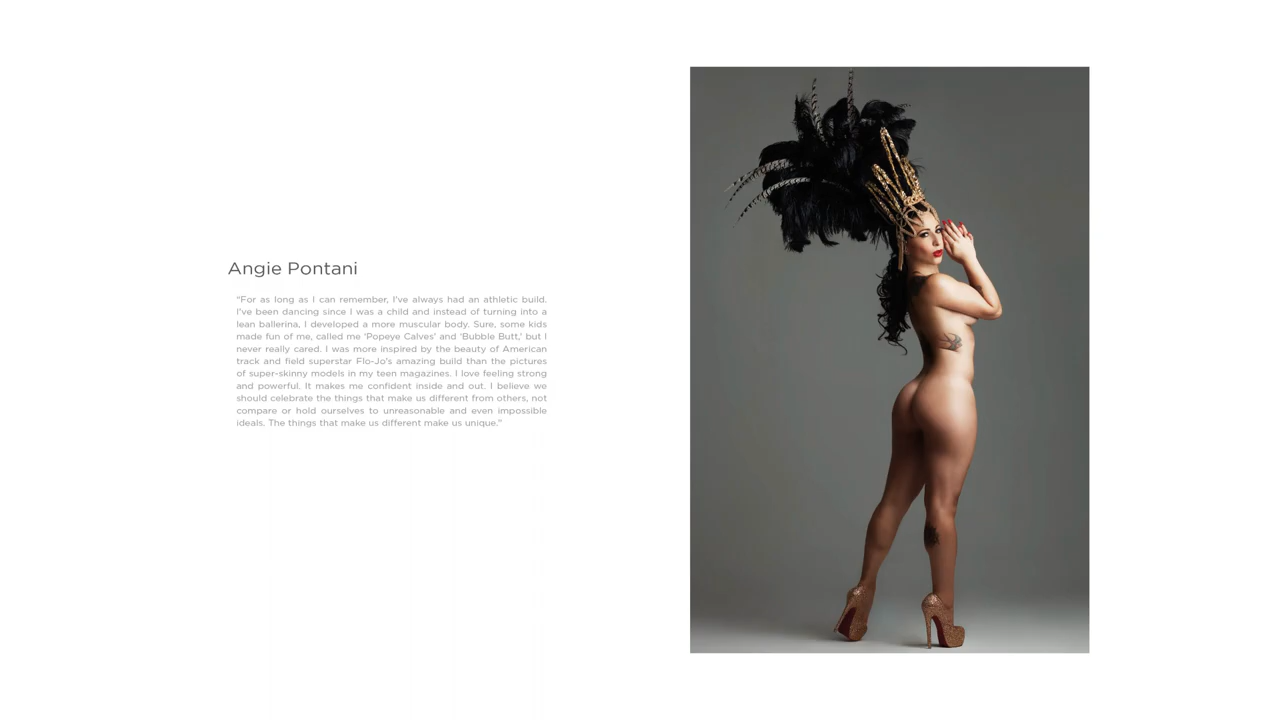 Angie Pontani
“For as long as I can remember, I’ve always had an athletic build.
I’ve been dancing since I was a child and instead of turning into a
lean ballerina, I developed a more muscular body. Sure, some kids
made fun of me, called me ‘Popeye Calves’ and ‘Bubble Butt,’ but I
never really cared. I was more inspired by the beauty of American
track and field superstar Flo-Jo’s amazing build than the pictures
of super-skinny models in my teen magazines. I love feeling strong
and powerful. It makes me confident inside and out. I believe we
should celebrate the things that make us different from others, not
compare or hold ourselves to unreasonable and even impossible
ideals. The things that make us different make us unique.”